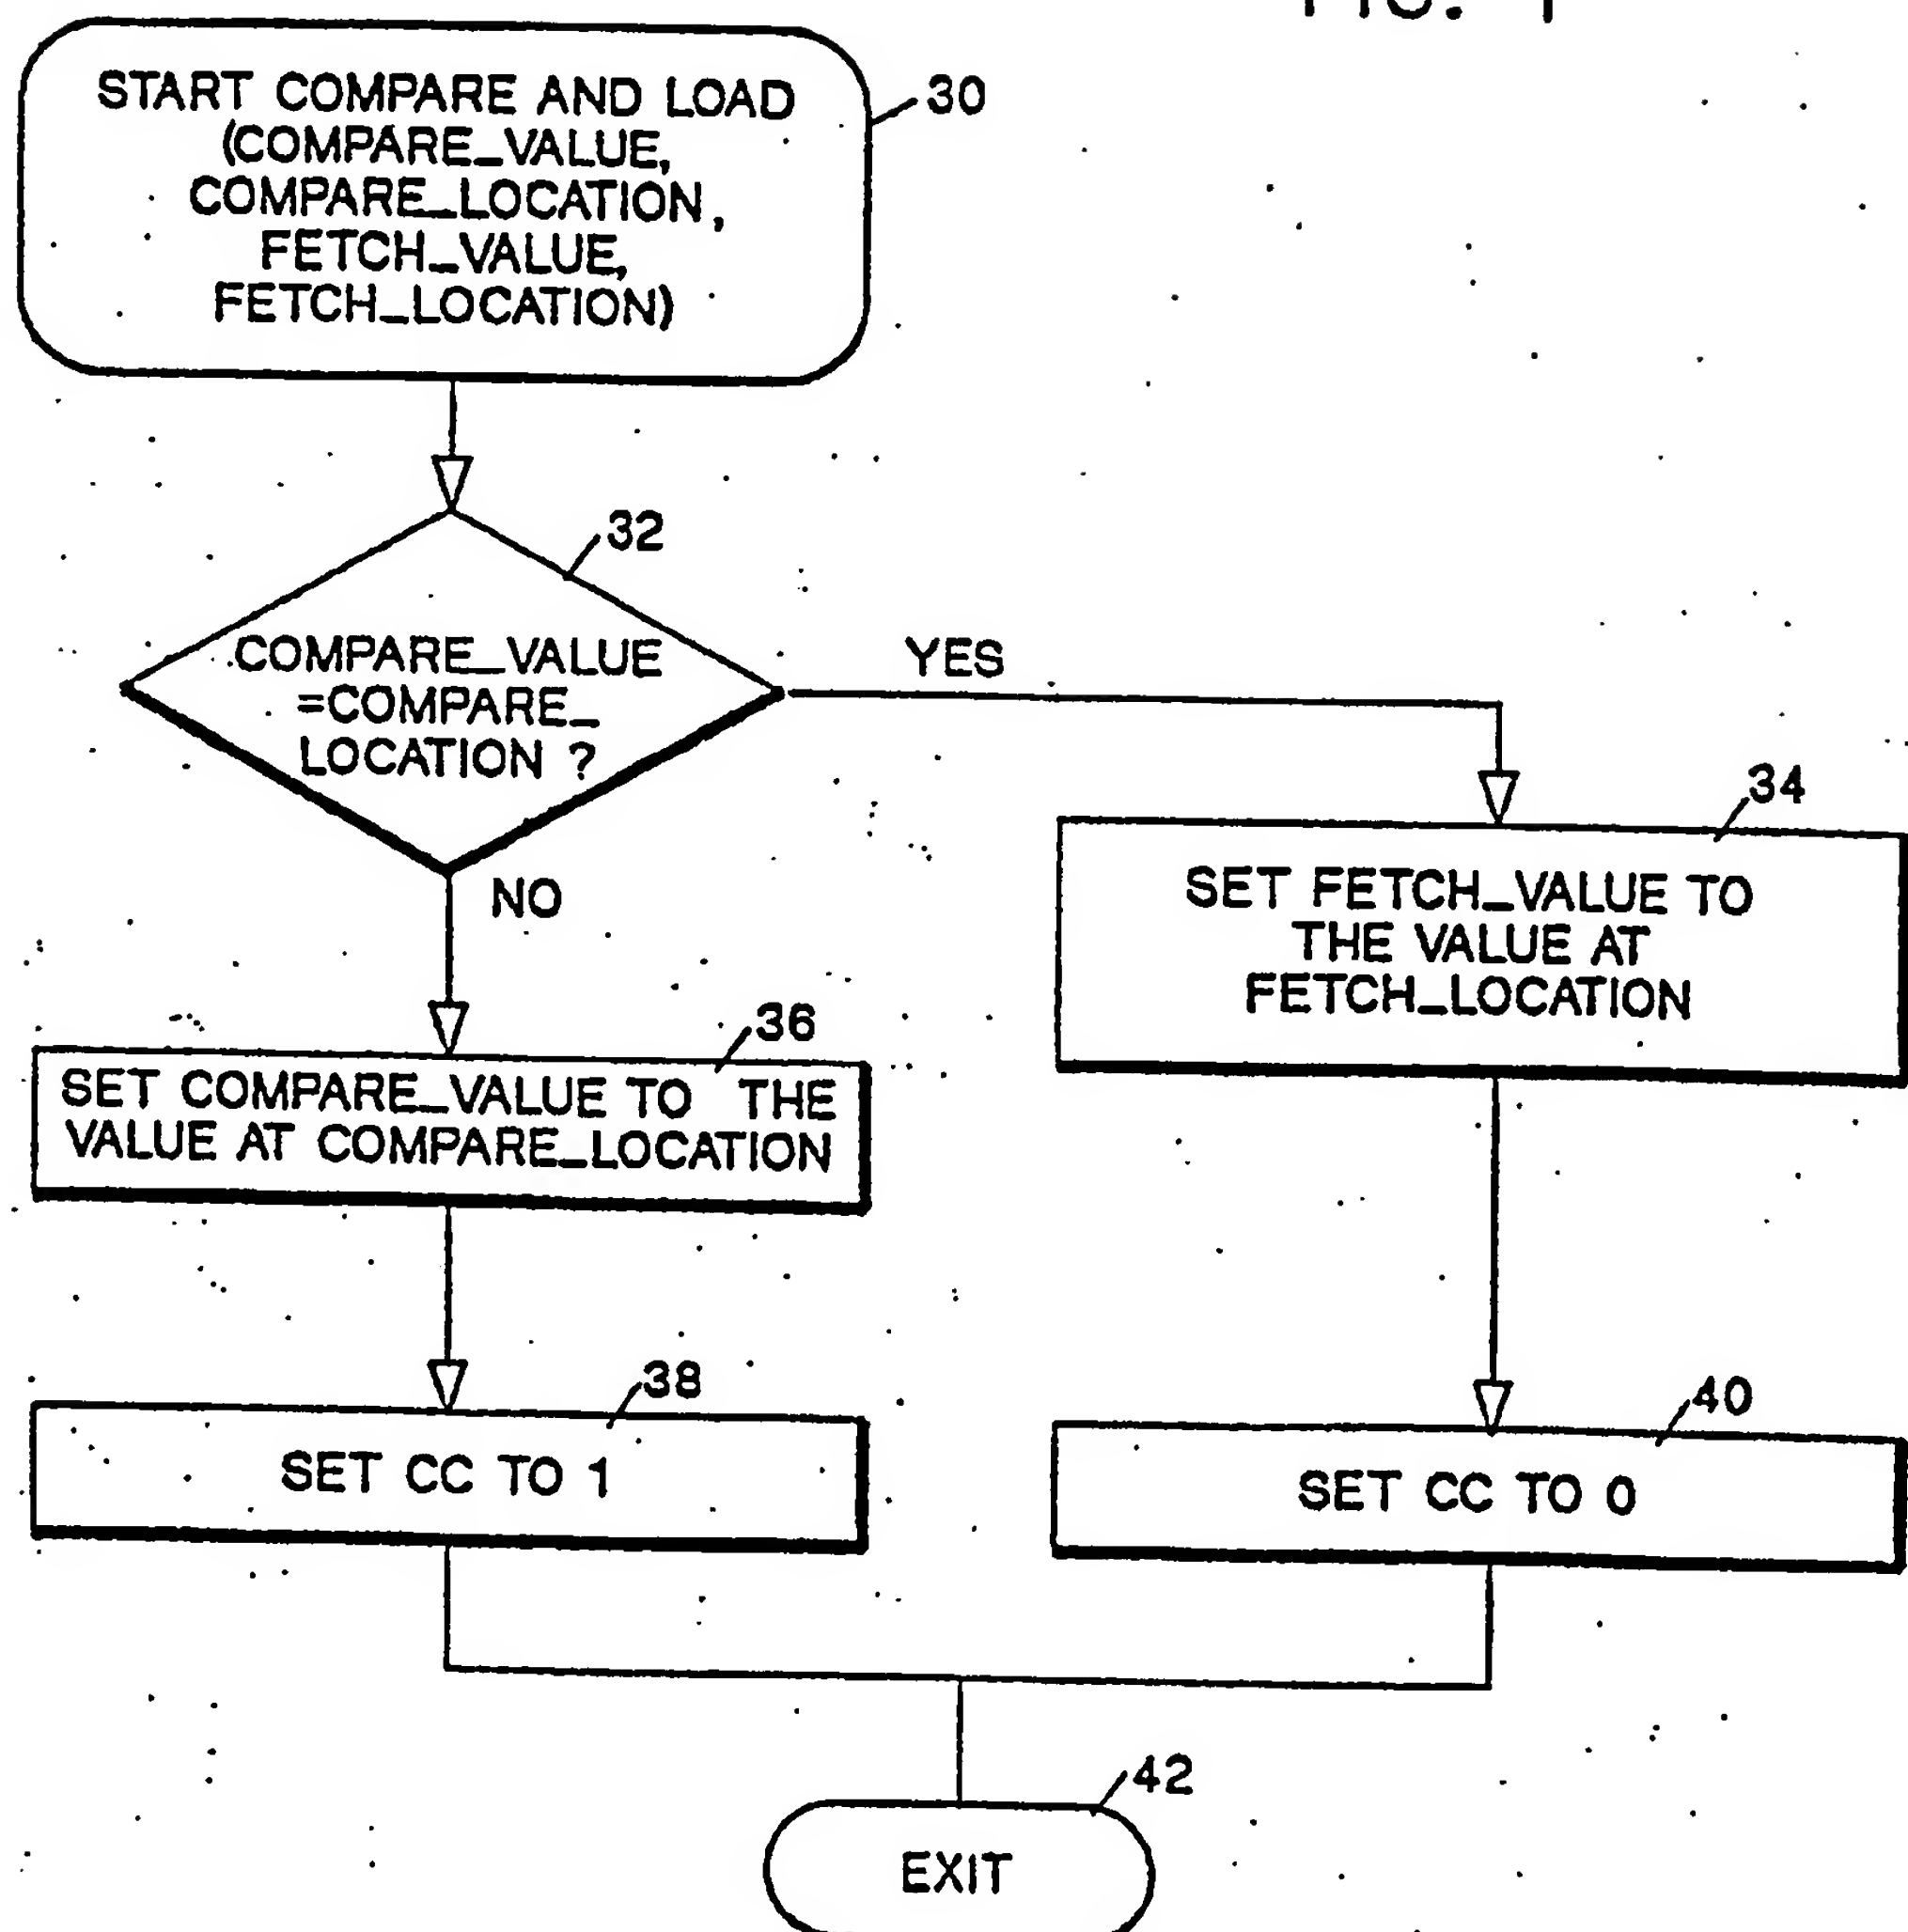 START COMPARE AND LOAD
(COMPARE_VALUE,
COMPARE_LOCATION,
FETCH_VALUE,
FETCH_LOCATION)
30
32
COMPARE_VALUE
=COMPARE_
LOCATION ?
YES
NO
34
SET FETCH_VALUE TO
THE VALUE AT
FETCH_LOCATION
36
SET COMPARE_VALUE TO THE
VALUE AT COMPARE_LOCATION
38
SET CC TO 1
40
SET CC TO 0
42
EXIT